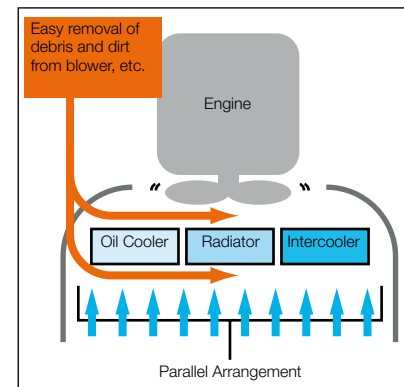 Easy removal of
debris and dirt
from blower, etc.
Engine
Oil Cooler
Radiator
Intercooler
Parallel Arrangement